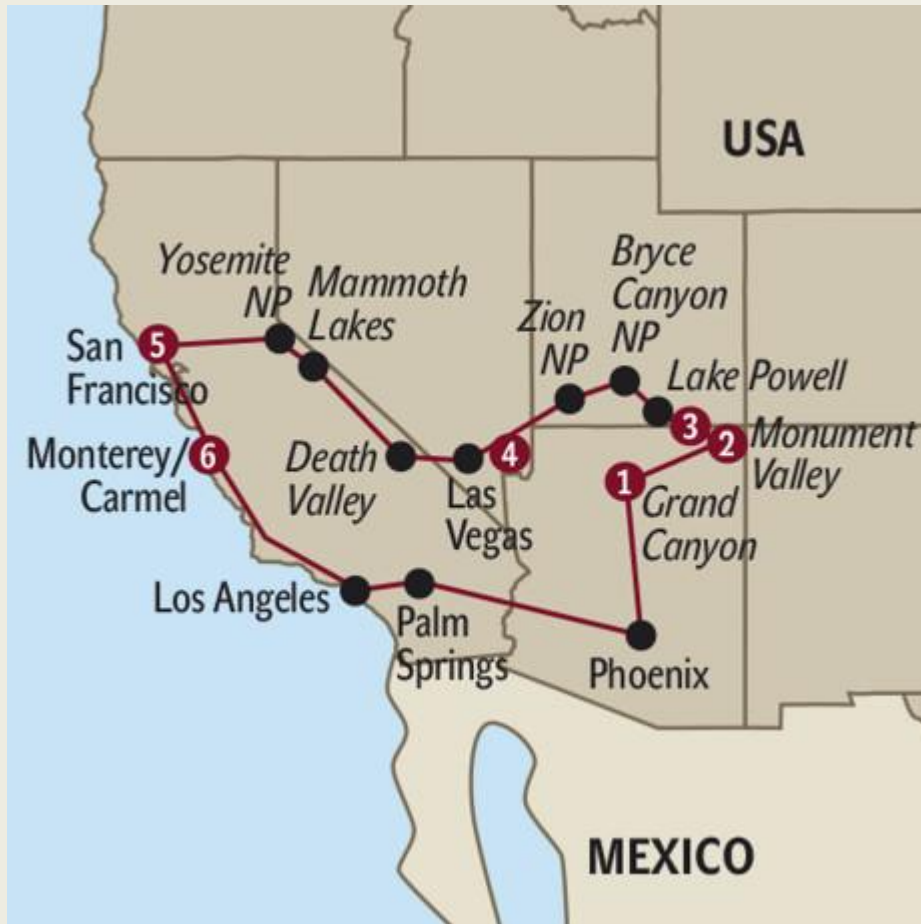 USA
Yosemite
NP
Mammoth
Lakes
Bryce
Canyon
NP
Zion
NP
San
Francisco
5
Lake Powell
3
2
Monument
Valley
Monterey/
Carmel
6
Death
Valley
4
Las
Vegas
1
Grand
Canyon
Los Angeles
Palm
Springs
Phoenix
MEXICO